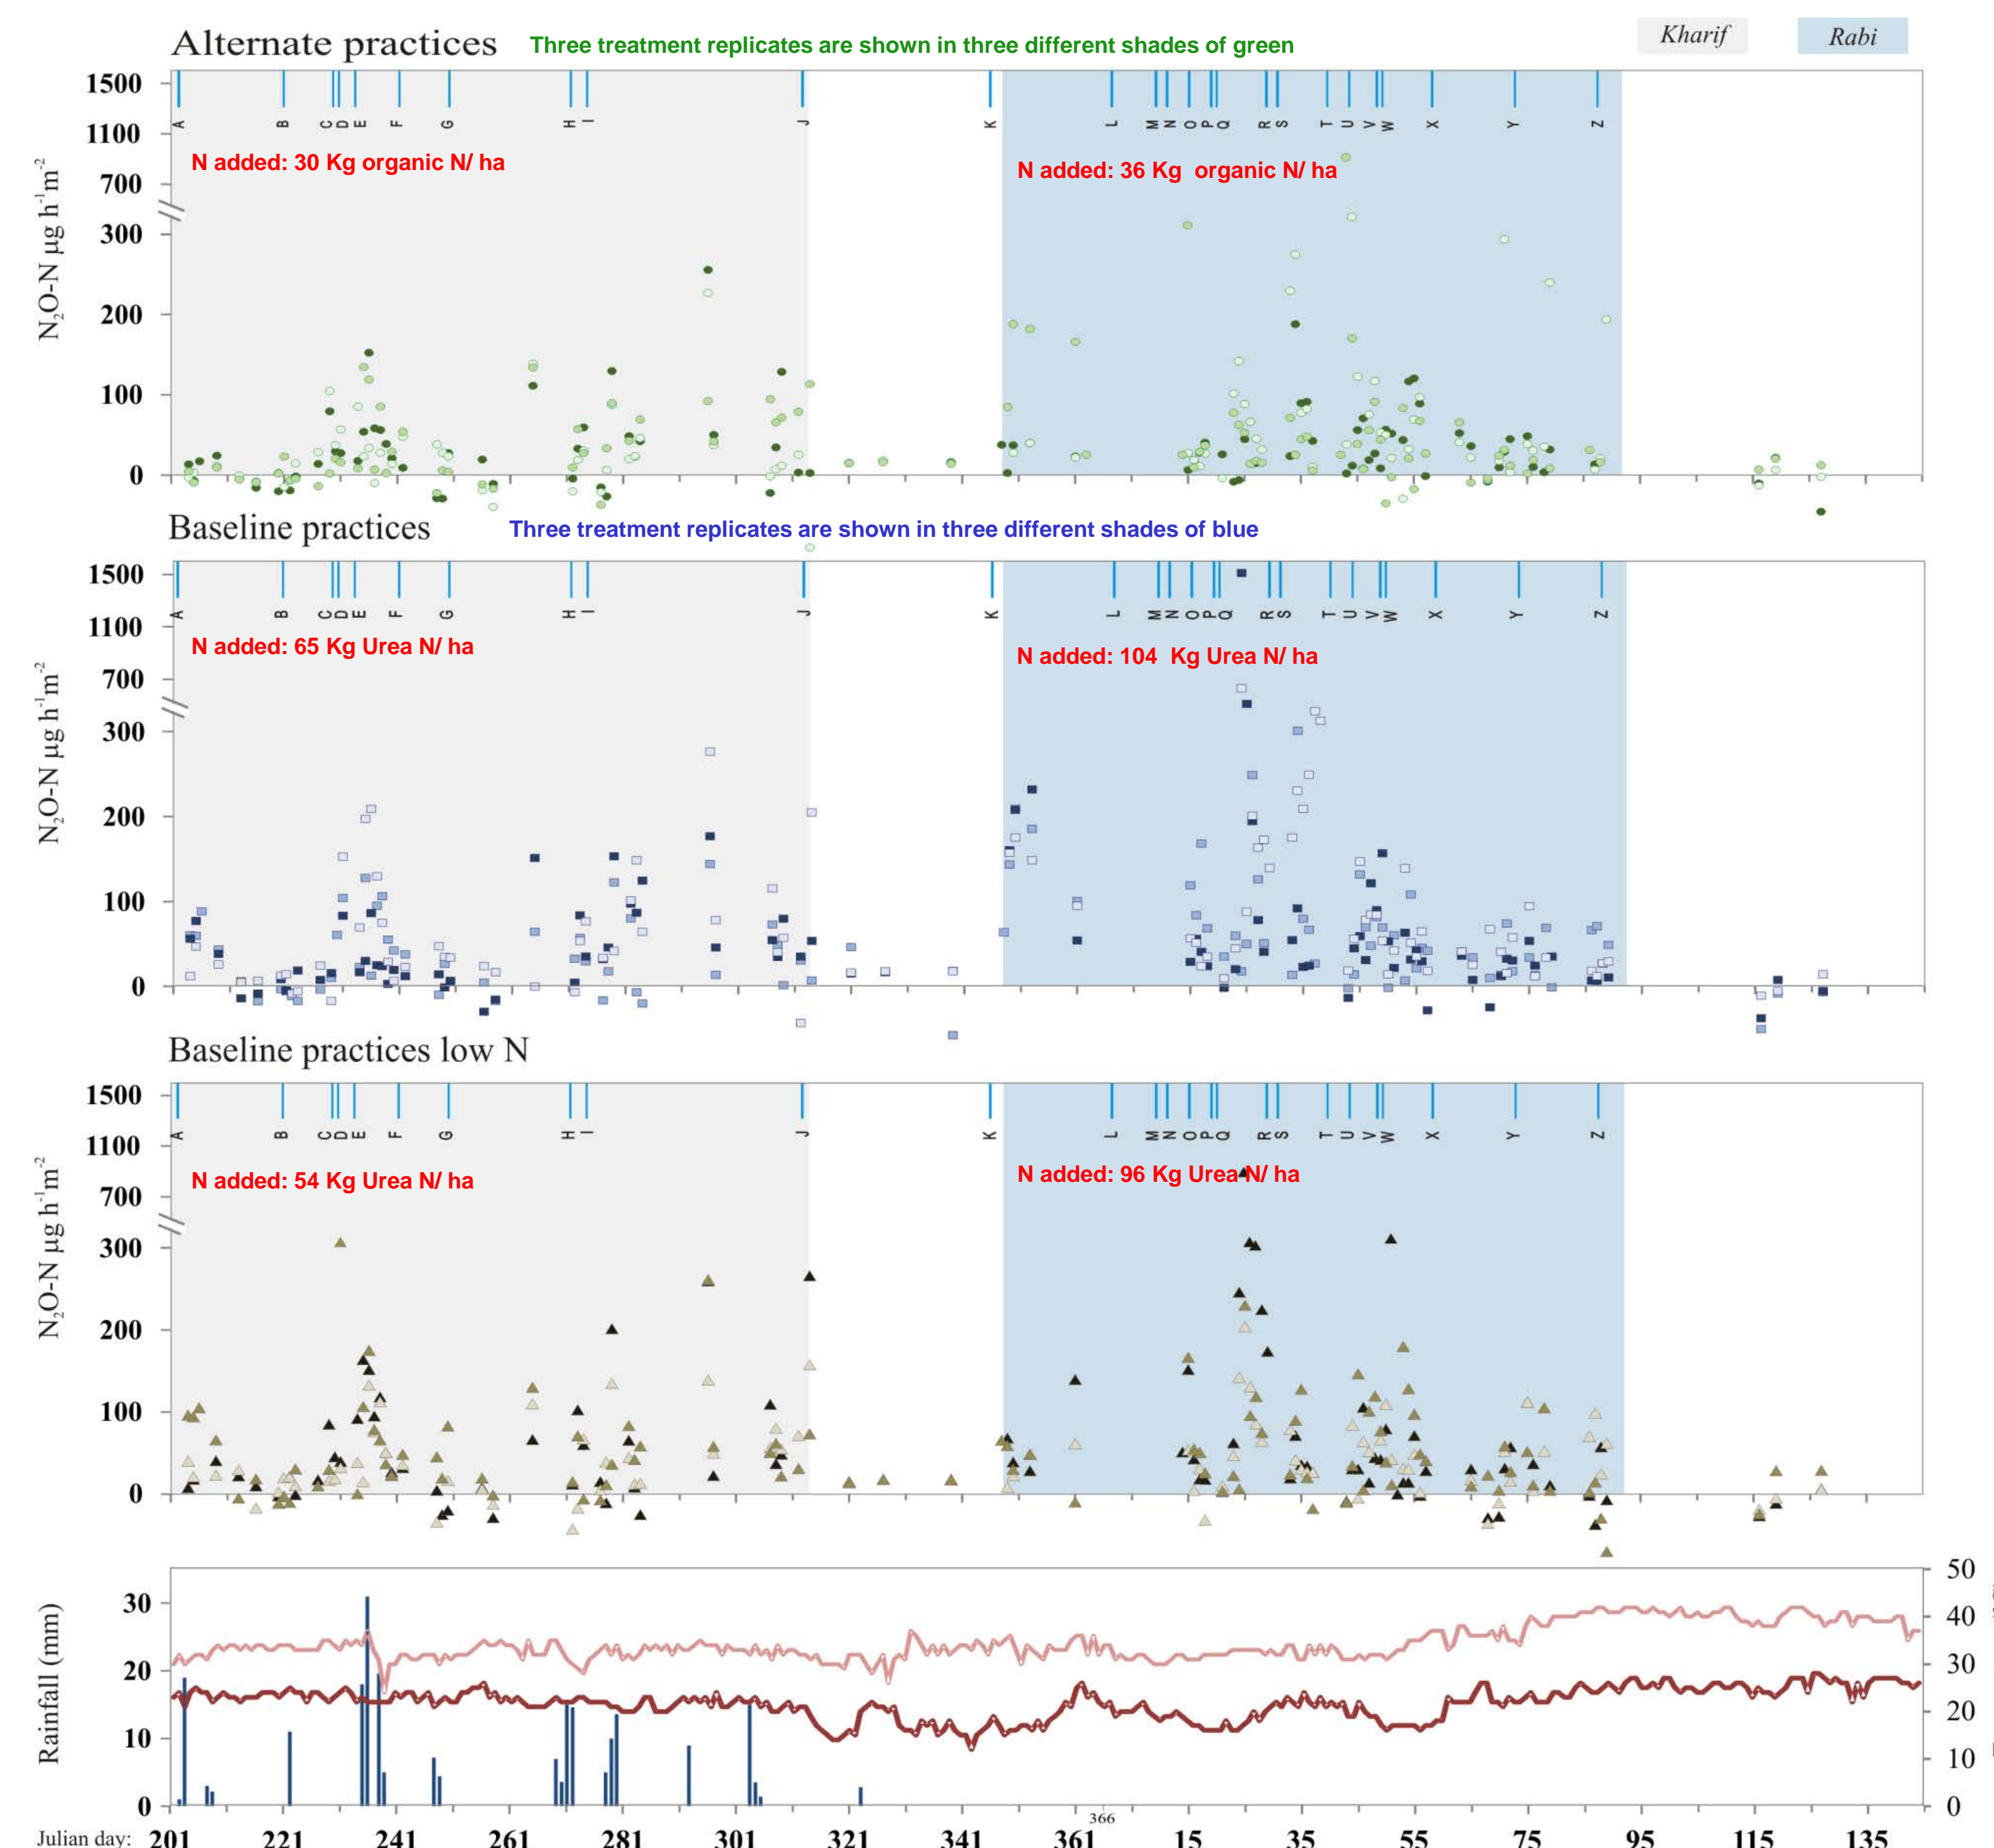 Alternate practices Three treatment replicates are shown in three different shades of green Kharif Rabi
1500
1100
700
300
200
100
0
N₂O-N µg h⁻¹m⁻²
A B C D E F G H I J K L M N O P Q R S T U V W X Y Z
N added: 30 Kg organic N/ ha
N added: 36 Kg organic N/ ha
Baseline practices Three treatment replicates are shown in three different shades of blue
1500
1100
700
300
200
100
0
N₂O-N µg h⁻¹m⁻²
A B C D E F G H I J K L M N O P Q R S T U V W X Y Z
N added: 65 Kg Urea N/ ha
N added: 104 Kg Urea N/ ha
Baseline practices low N
1500
1100
700
300
200
100
0
N₂O-N µg h⁻¹m⁻²
A B C D E F G H I J K L M N O P Q R S T U V W X Y Z
N added: 54 Kg Urea N/ ha
N added: 96 Kg Urea N/ ha
Rainfall (mm)
30
20
10
0
50
40
30
20
10
0
366
Julian day: 201 221 241 261 281 301 321 341 361 15 35 55 75 95 115 135